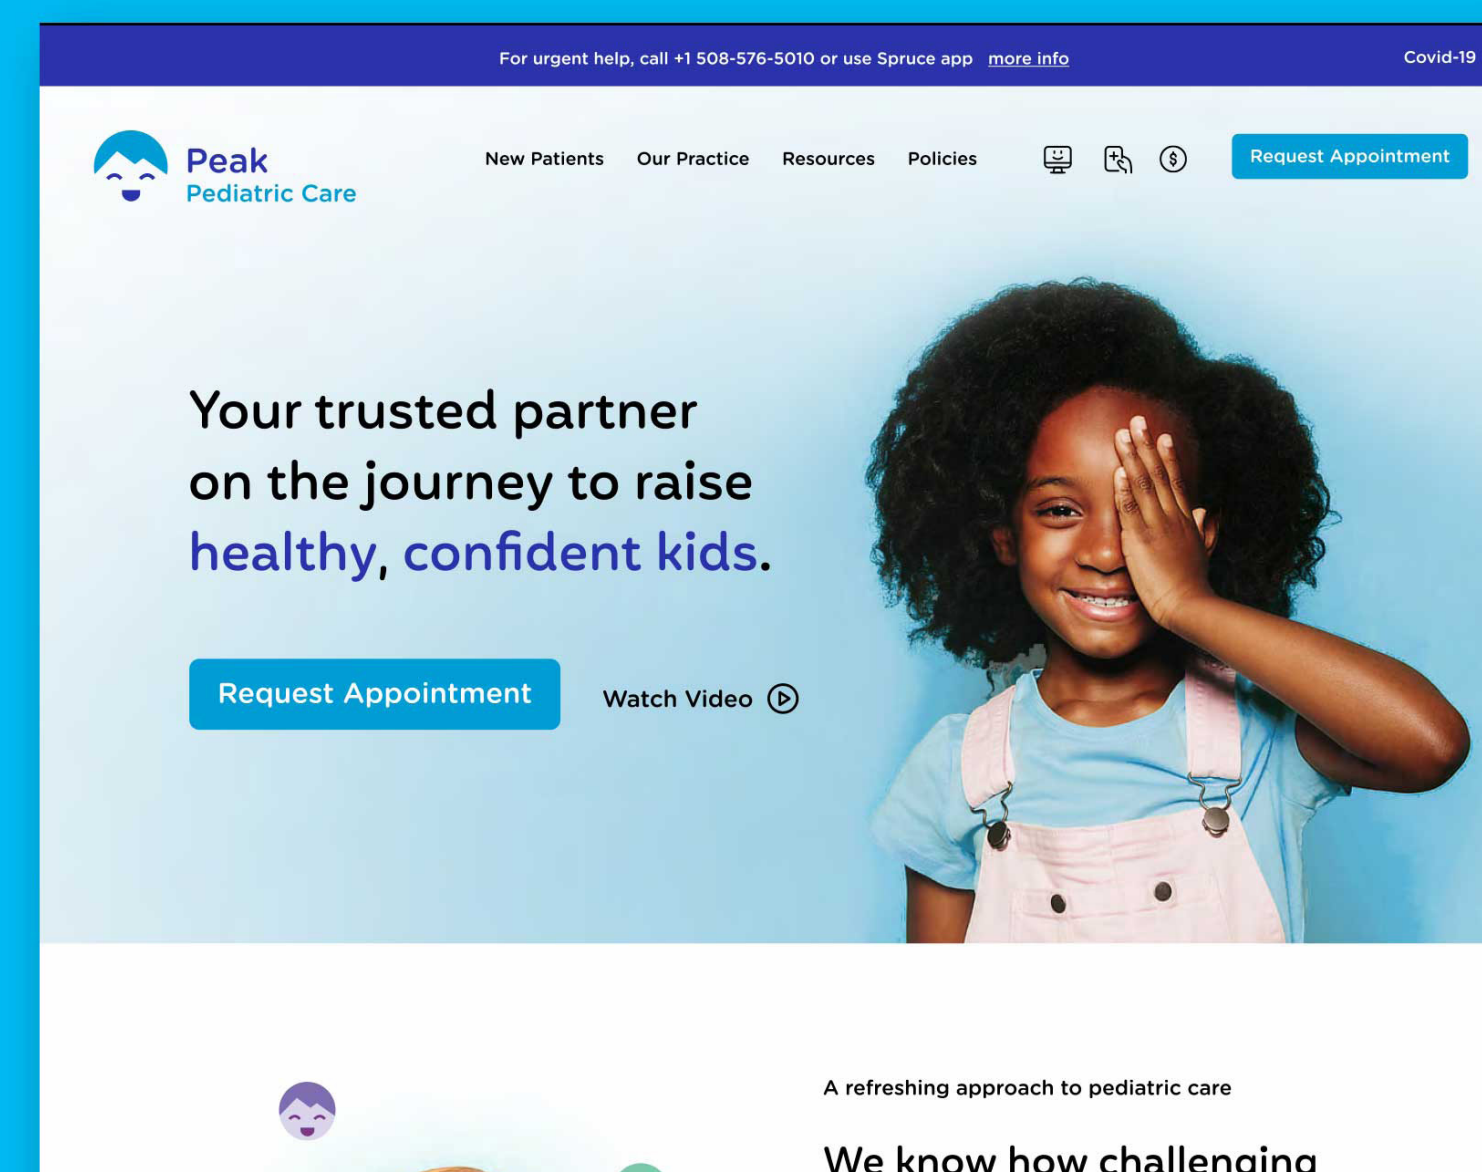 For urgent help, call +1 508-576-5010 or use Spruce app more info
Covid-19
Peak
Pediatric Care
New Patients Our Practice Resources Policies
Request Appointment
Your trusted partner
on the journey to raise
healthy, confident kids.
Request Appointment
Watch Video
A refreshing approach to pediatric care
We know how challenging